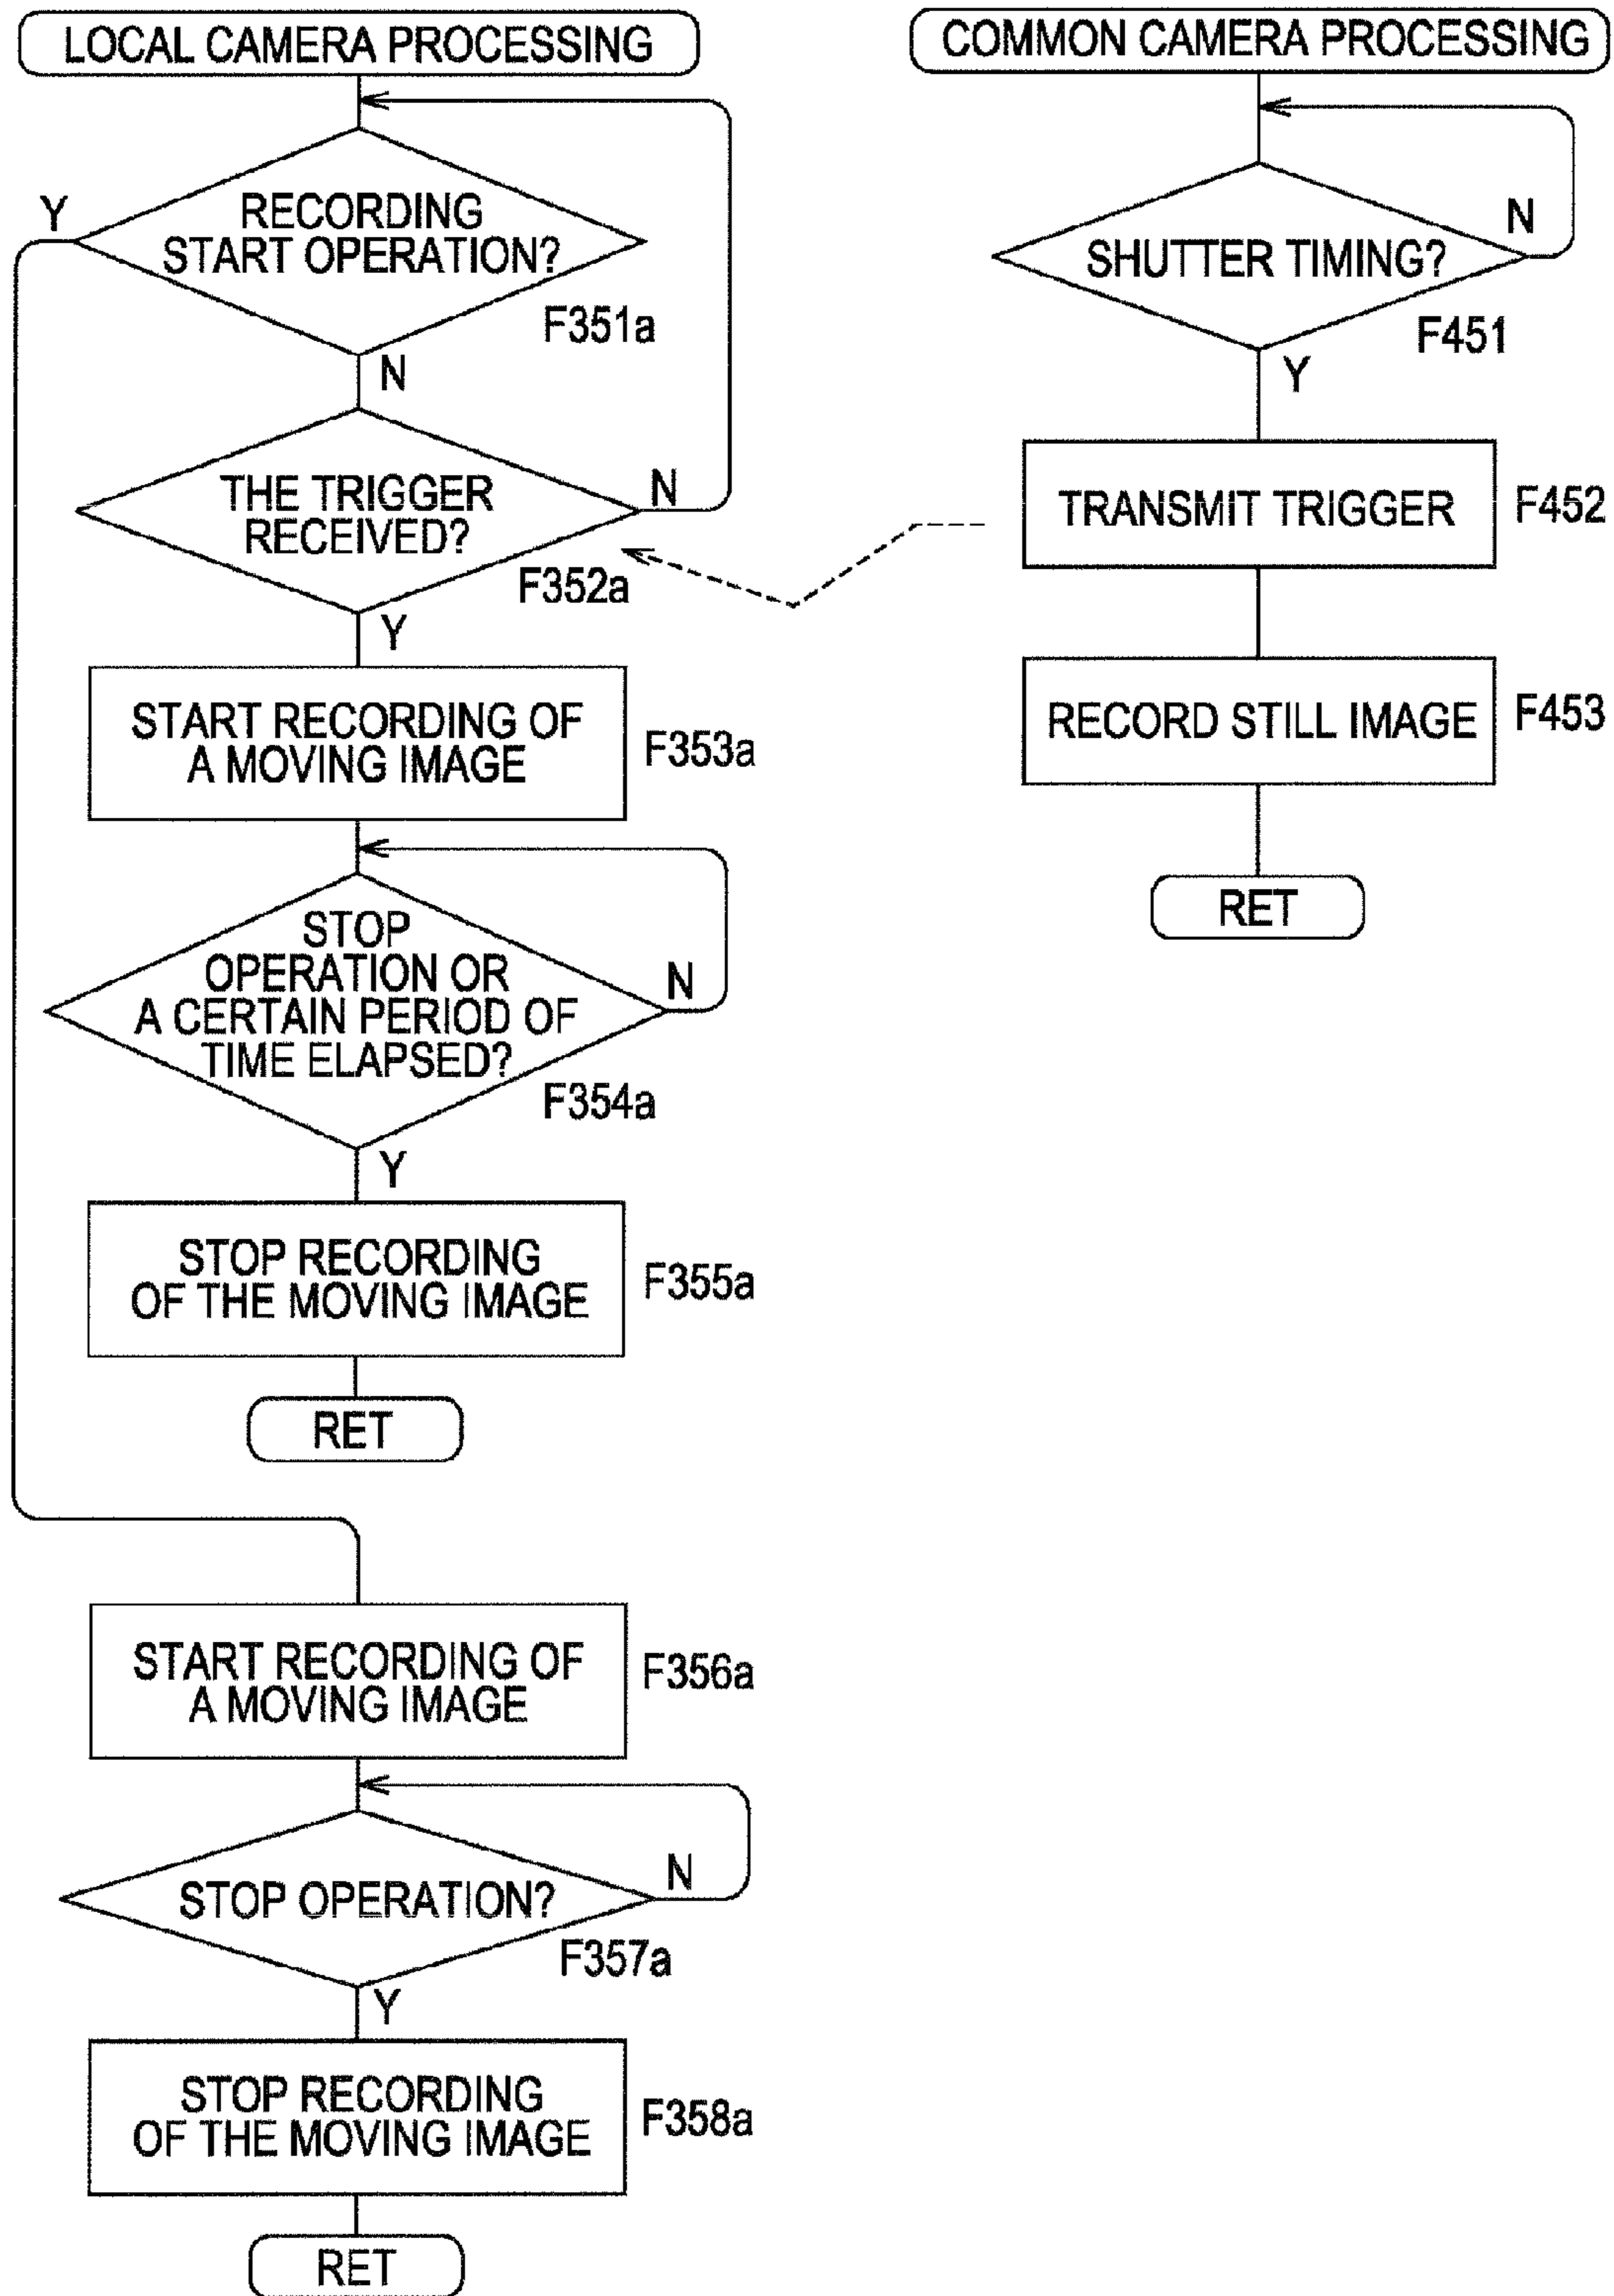 LOCAL CAMERA PROCESSING
Y
RECORDING
START OPERATION?
F351a
N
THE TRIGGER
RECEIVED?
N
F352a
Y
START RECORDING OF
A MOVING IMAGE
F353a
STOP
OPERATION OR
A CERTAIN PERIOD OF
TIME ELAPSED?
N
F354a
Y
STOP RECORDING
OF THE MOVING IMAGE
F355a
RET
START RECORDING OF
A MOVING IMAGE
F356a
STOP OPERATION?
N
F357a
Y
STOP RECORDING
OF THE MOVING IMAGE
F358a
RET
COMMON CAMERA PROCESSING
SHUTTER TIMING?
N
F451
Y
TRANSMIT TRIGGER
F452
RECORD STILL IMAGE
F453
RET